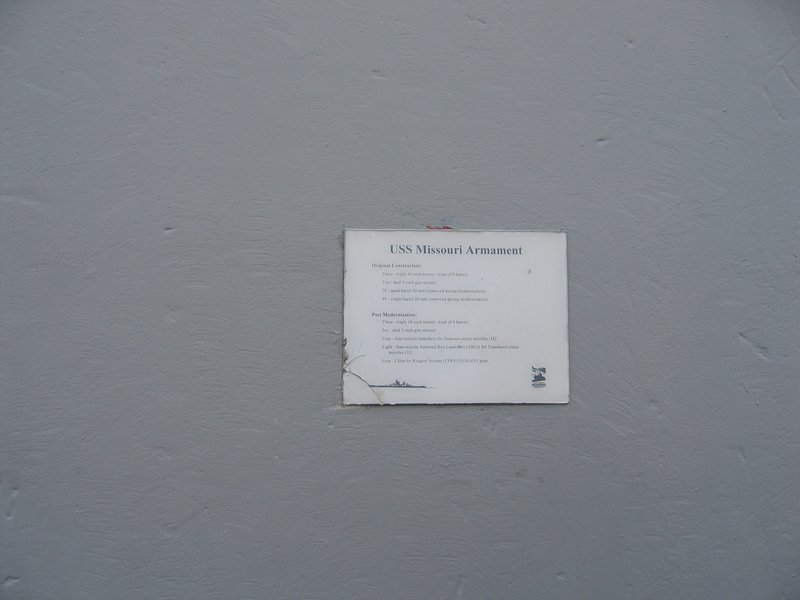 USS Missouri Armament
Original Construction:
Three - triple 16-inch turrets - total of 9 barrels
Ten - dual 5-inch gun mounts
20 - quad barrel 40 mm (removed during modernization)
49 - single barrel 20 mm (removed during modernization)
Post Modernization:
Three - triple 16-inch turrets - total of 9 barrels
Six - dual 5-inch gun mounts
Four - four-missile launchers for Harpoon cruise missiles (16)
Eight - four-missile Armored Box Launchers (ABL) for Tomahawk cruise
missiles (32)
Four - Close-In Weapon System (CIWS) PHALANX guns